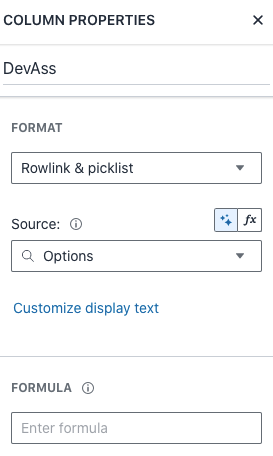 COLUMN PROPERTIES
DevAss
FORMAT
Rowlink & picklist
Source:
fx
Options
Customize display text
FORMULA
Enter formula